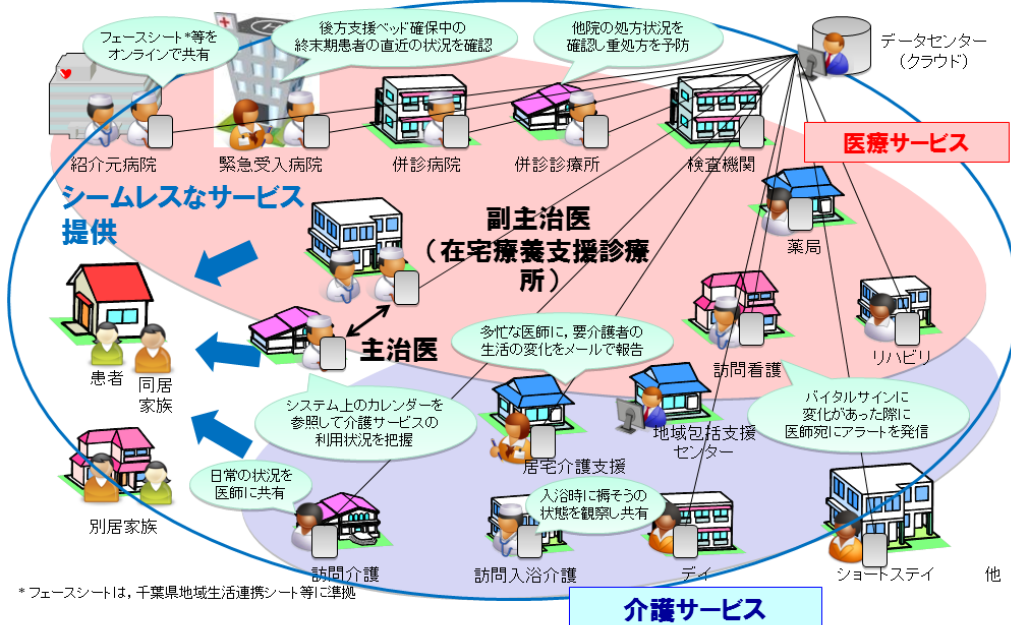 フェースシート*等を
オンラインで共有
後方支援ベッド確保中の
終末期患者の直近の状況を確認
他院の処方状況を
確認し重処方を予防
データセンター
(クラウド)
医療サービス
紹介元病院
緊急受入病院
併診病院
併診診療所
検査機関
シームレスなサービス
提供
副主治医
(在宅療養支援診療
所)
薬局
主治医
多忙な医師に,要介護者の
生活の変化をメールで報告
訪問看護
リハビリ
患者
同居
家族
システム上のカレンダーを
参照して介護サービスの
利用状況を把握
バイタルサインに
変化があった際に
医師宛にアラートを発信
居宅介護支援
地域包括支援
センター
日常の状況を
医師に共有
入浴時に褥そうの
状態を観察し共有
別居家族
訪問介護
訪問入浴介護
デイ
ショートステイ
他
*フェースシートは,千葉県地域生活連携シート等に準拠
介護サービス